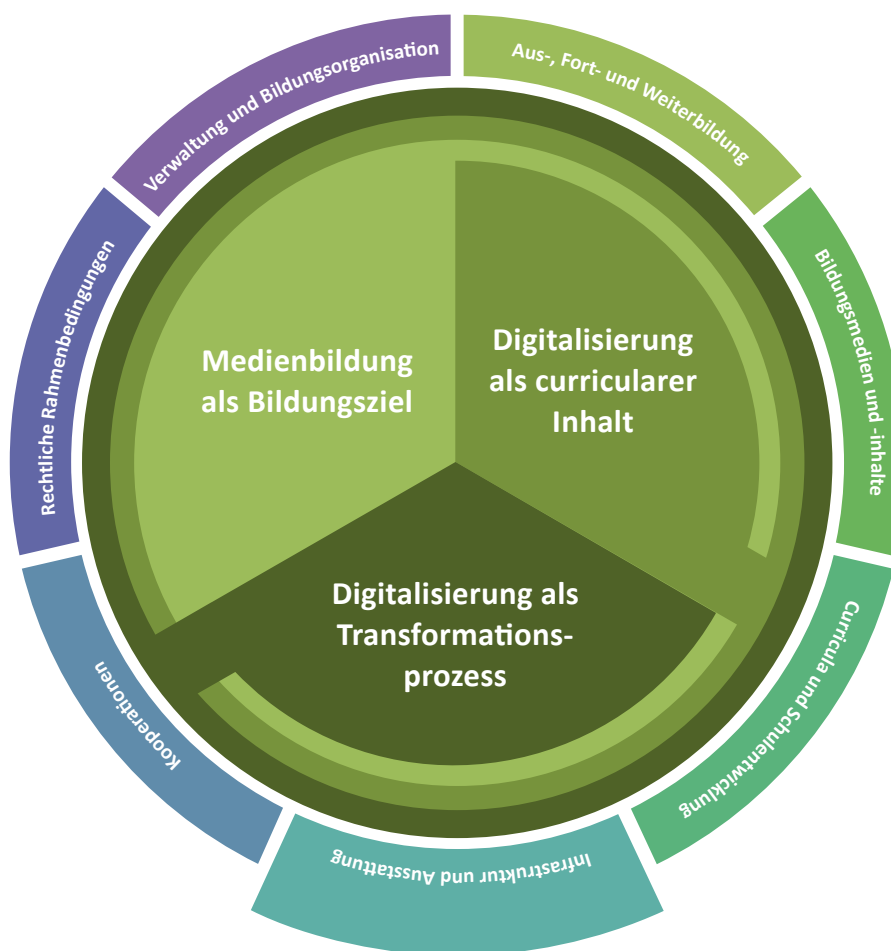 Verwaltung und Bildungsorganisation
Aus-, Fort- und Weiterbildung
Bildungsmedien und -inhalte
Curricula und Schulentwicklung
Infrastruktur und Ausstattung
Kooperationen
Rechtliche Rahmenbedingungen
Medienbildung
als Bildungsziel
Digitalisierung
als curricularer
Inhalt
Digitalisierung als
Transformations-
prozess